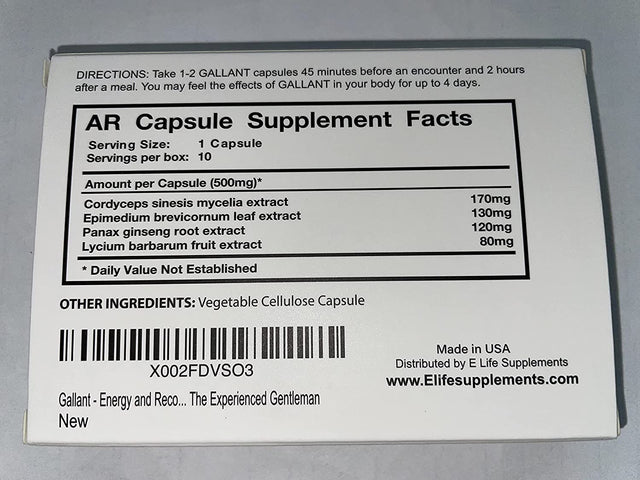 DIRECTIONS: Take 1-2 GALLANT capsules 45 minutes before an encounter and 2 hours
after a meal. You may feel the effects of GALLANT in your body for up to 4 days.
AR Capsule Supplement Facts
Serving Size: 1 Capsule
Servings per box: 10
Amount per Capsule (500mg)*
Cordyceps sinesis mycelia extract 170mg
Epimedium brevicornum leaf extract 130mg
Panax ginseng root extract 120mg
Lycium barbarum fruit extract 80mg
* Daily Value Not Established
OTHER INGREDIENTS: Vegetable Cellulose Capsule
X002FDVSO3
Gallant - Energy and Reco... The Experienced Gentleman
New
Made in USA
Distributed by E Life Supplements
www.Elifesupplements.com